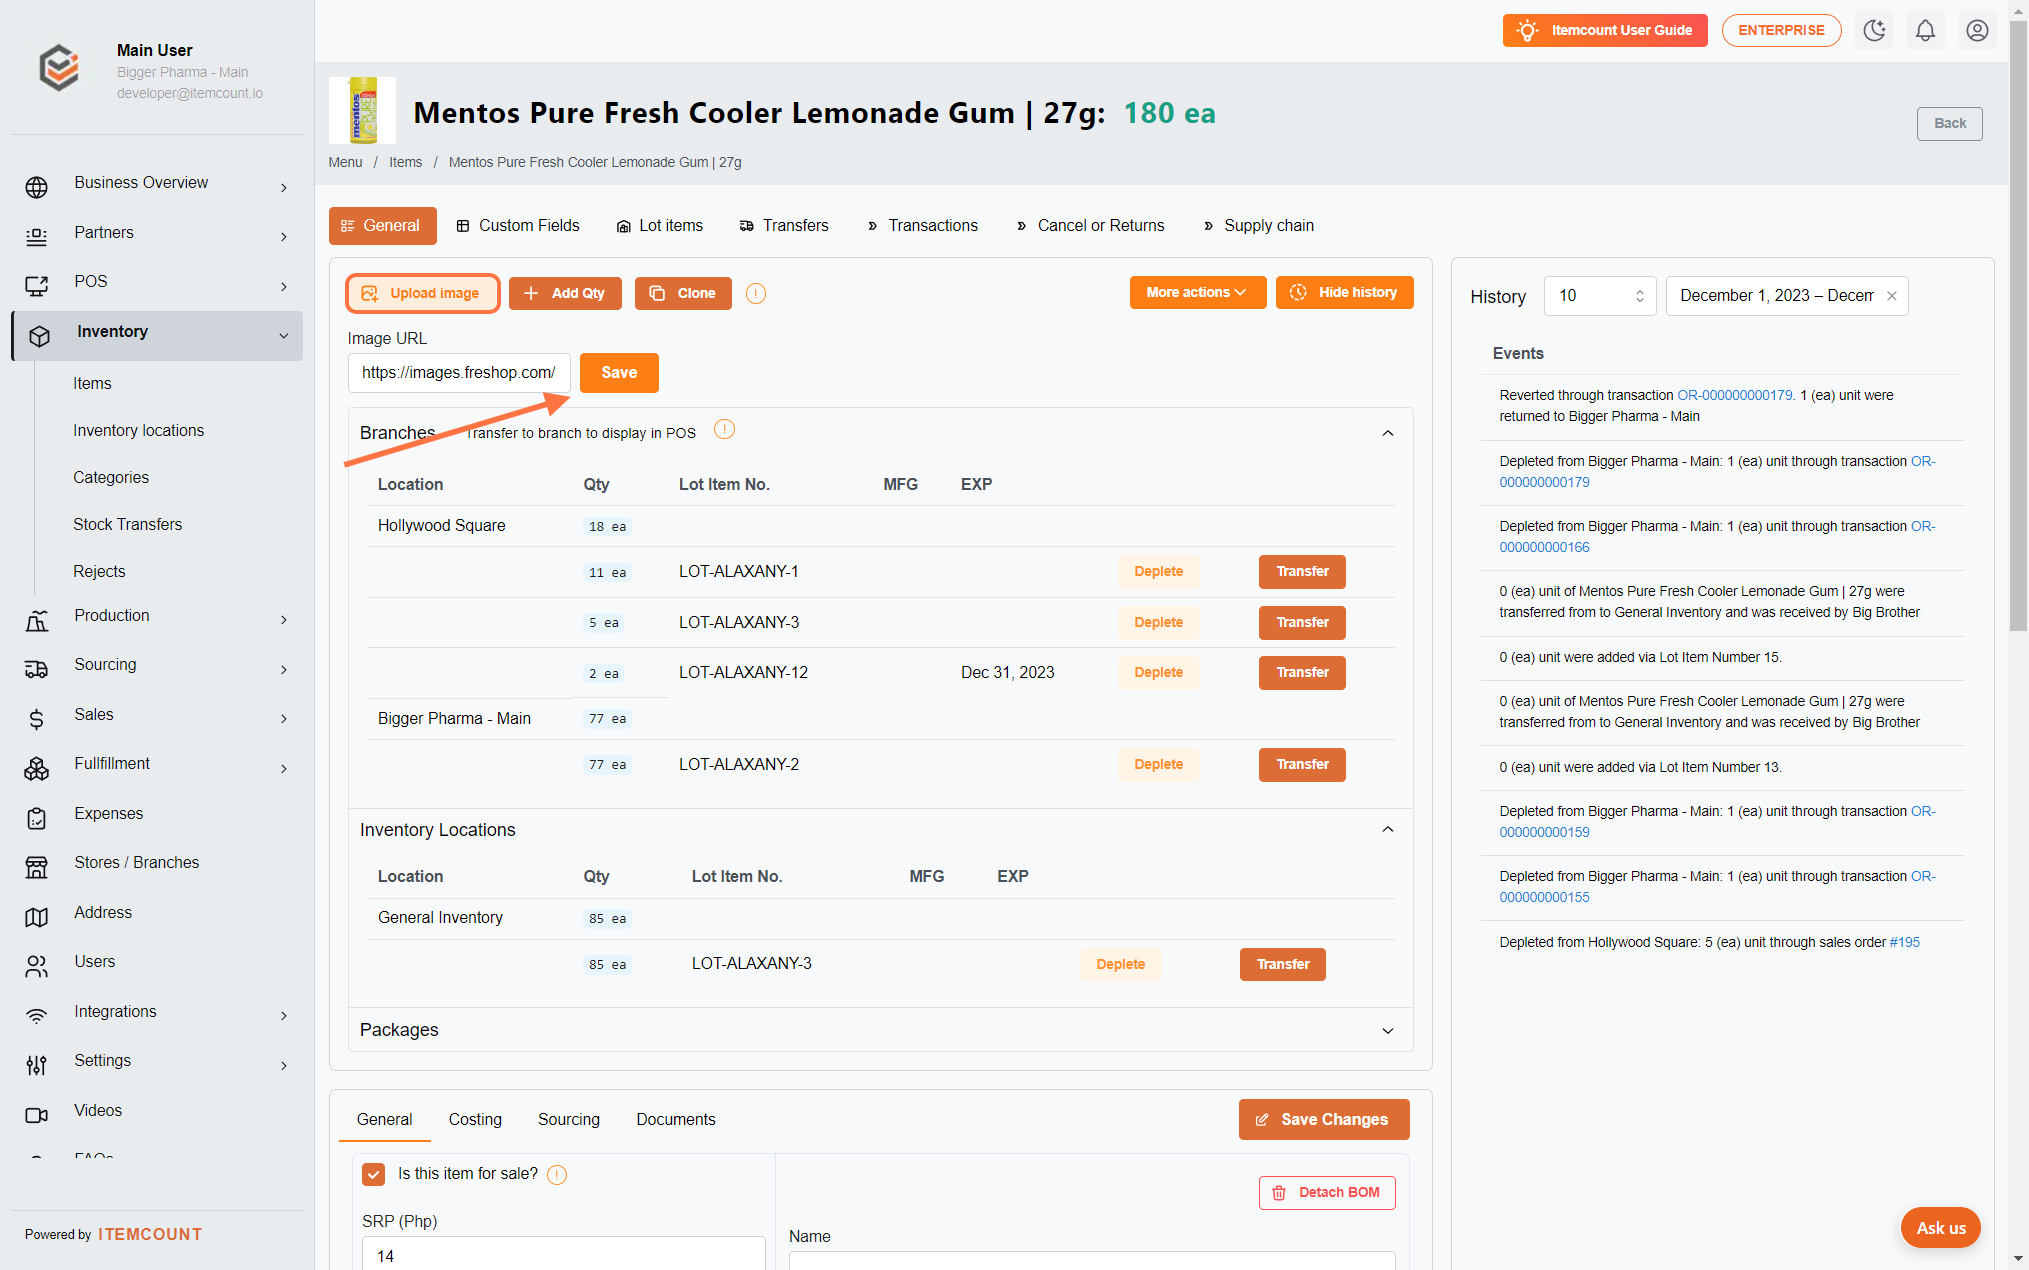 Main User
Bigger Pharma - Main
developer@itemcount.io
Business Overview
Partners
POS
Inventory
Items
Inventory locations
Categories
Stock Transfers
Rejects
Production
Sourcing
Sales
Fullfillment
Expenses
Stores / Branches
Address
Users
Integrations
Settings
Videos
FAQs
Powered by ITEMCOUNT
Itemcount User Guide
ENTERPRISE
mentos
Mentos Pure Fresh Cooler Lemonade Gum | 27g: 180 ea
Back
Menu / Items / Mentos Pure Fresh Cooler Lemonade Gum | 27g
General Custom Fields Lot items Transfers Transactions Cancel or Returns Supply chain
Upload image + Add Qty Clone
More actions Hide history
Image URL
https://images.freshop.com/ Save
Branches Transfer to branch to display in POS
Location Qty Lot Item No. MFG EXP
Hollywood Square 18 ea
11 ea LOT-ALAXANY-1 Deplete Transfer
5 ea LOT-ALAXANY-3 Deplete Transfer
2 ea LOT-ALAXANY-12 Dec 31, 2023 Deplete Transfer
Bigger Pharma - Main 77 ea
77 ea LOT-ALAXANY-2 Deplete Transfer
Inventory Locations
Location Qty Lot Item No. MFG EXP
General Inventory 85 ea
85 ea LOT-ALAXANY-3 Deplete Transfer
Packages
General Costing Sourcing Documents Save Changes
Is this item for sale?
Detach BOM
SRP (Php)
14
Name
History 10 December 1, 2023 – Decem
Events
Reverted through transaction OR-000000000179. 1 (ea) unit were
returned to Bigger Pharma - Main
Depleted from Bigger Pharma - Main: 1 (ea) unit through transaction OR-
000000000179
Depleted from Bigger Pharma - Main: 1 (ea) unit through transaction OR-
000000000166
0 (ea) unit of Mentos Pure Fresh Cooler Lemonade Gum | 27g were
transferred from to General Inventory and was received by Big Brother
0 (ea) unit were added via Lot Item Number 15.
0 (ea) unit of Mentos Pure Fresh Cooler Lemonade Gum | 27g were
transferred from to General Inventory and was received by Big Brother
0 (ea) unit were added via Lot Item Number 13.
Depleted from Bigger Pharma - Main: 1 (ea) unit through transaction OR-
000000000159
Depleted from Bigger Pharma - Main: 1 (ea) unit through transaction OR-
000000000155
Depleted from Hollywood Square: 5 (ea) unit through sales order #195
Ask us